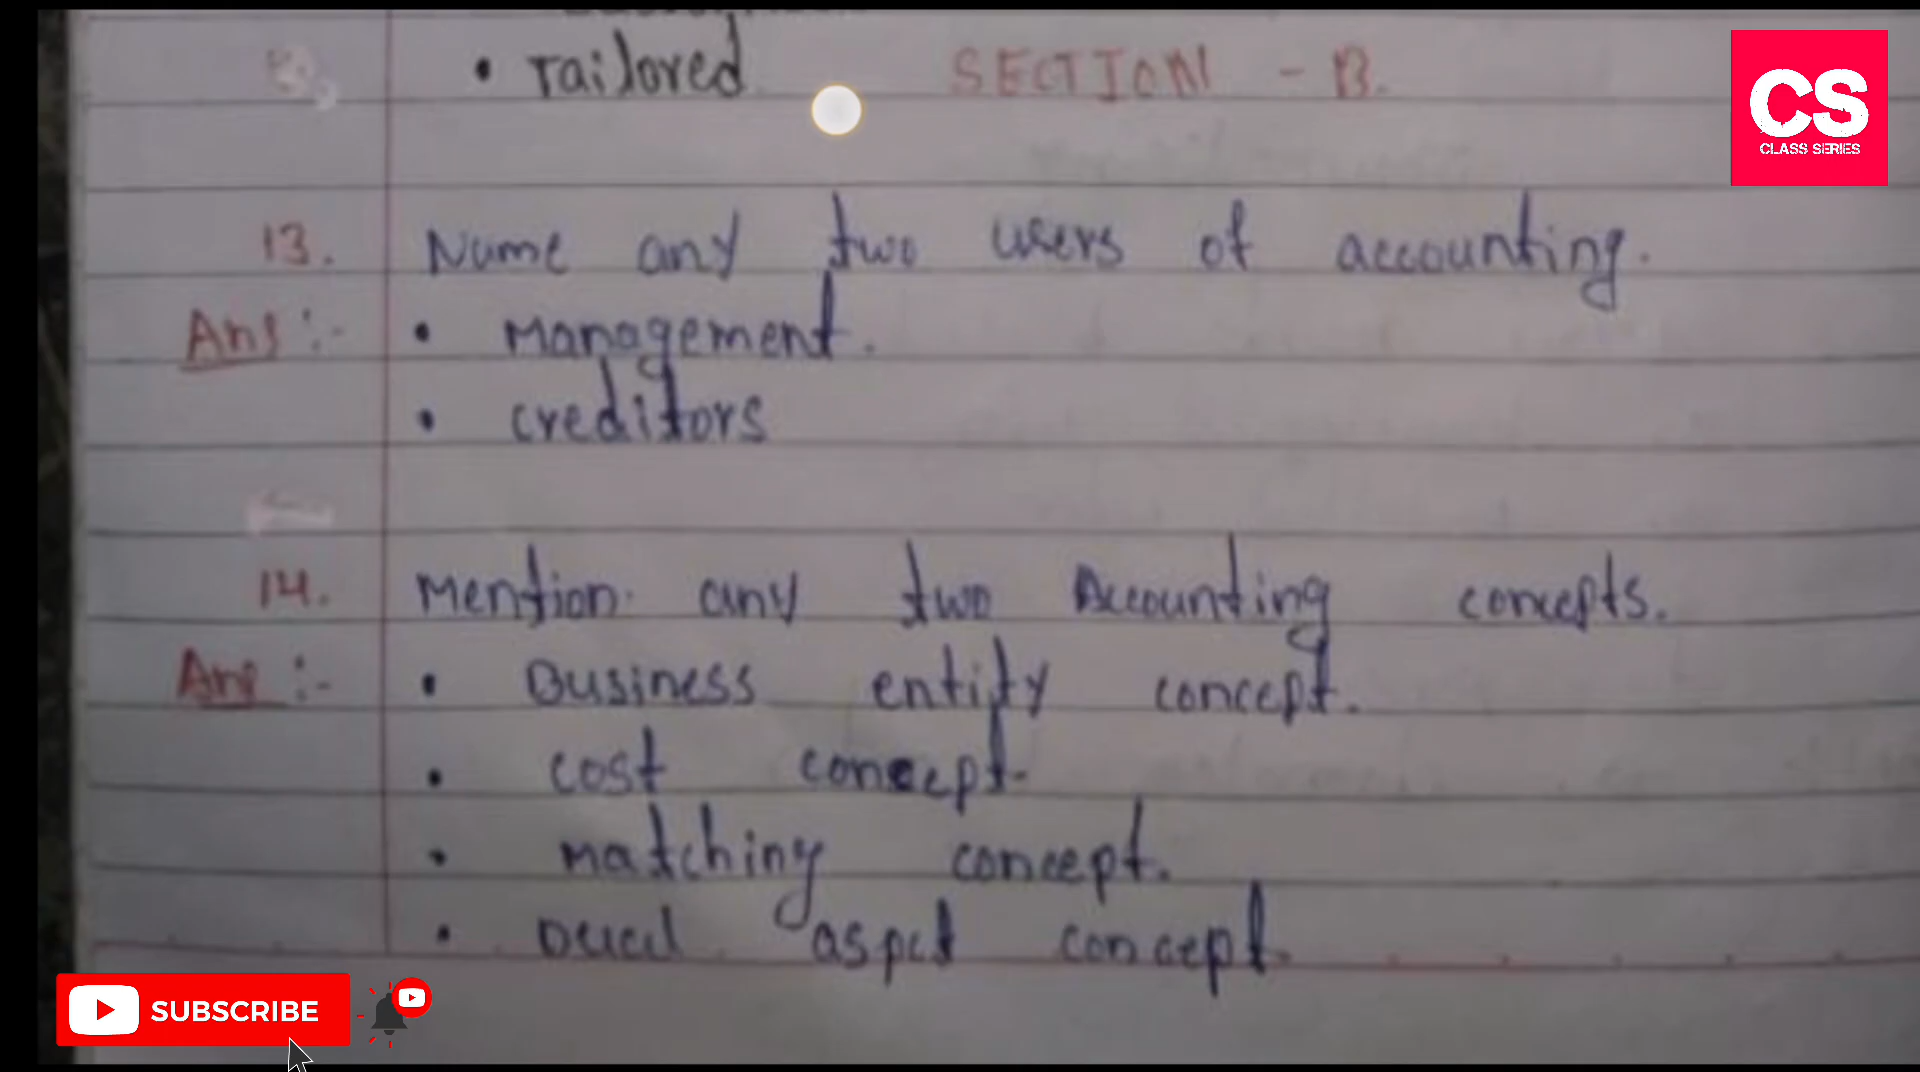 • Tailored SECTION - B.
CS
CLASS SERIES
13. Name any two users of accounting.
Ans :- • Management.
• creditors
14. Mention any two Accounting concepts.
Ans :- • Business entity concept.
• cost concept.
• Matching concept.
• Dual aspct concept.
SUBSCRIBE